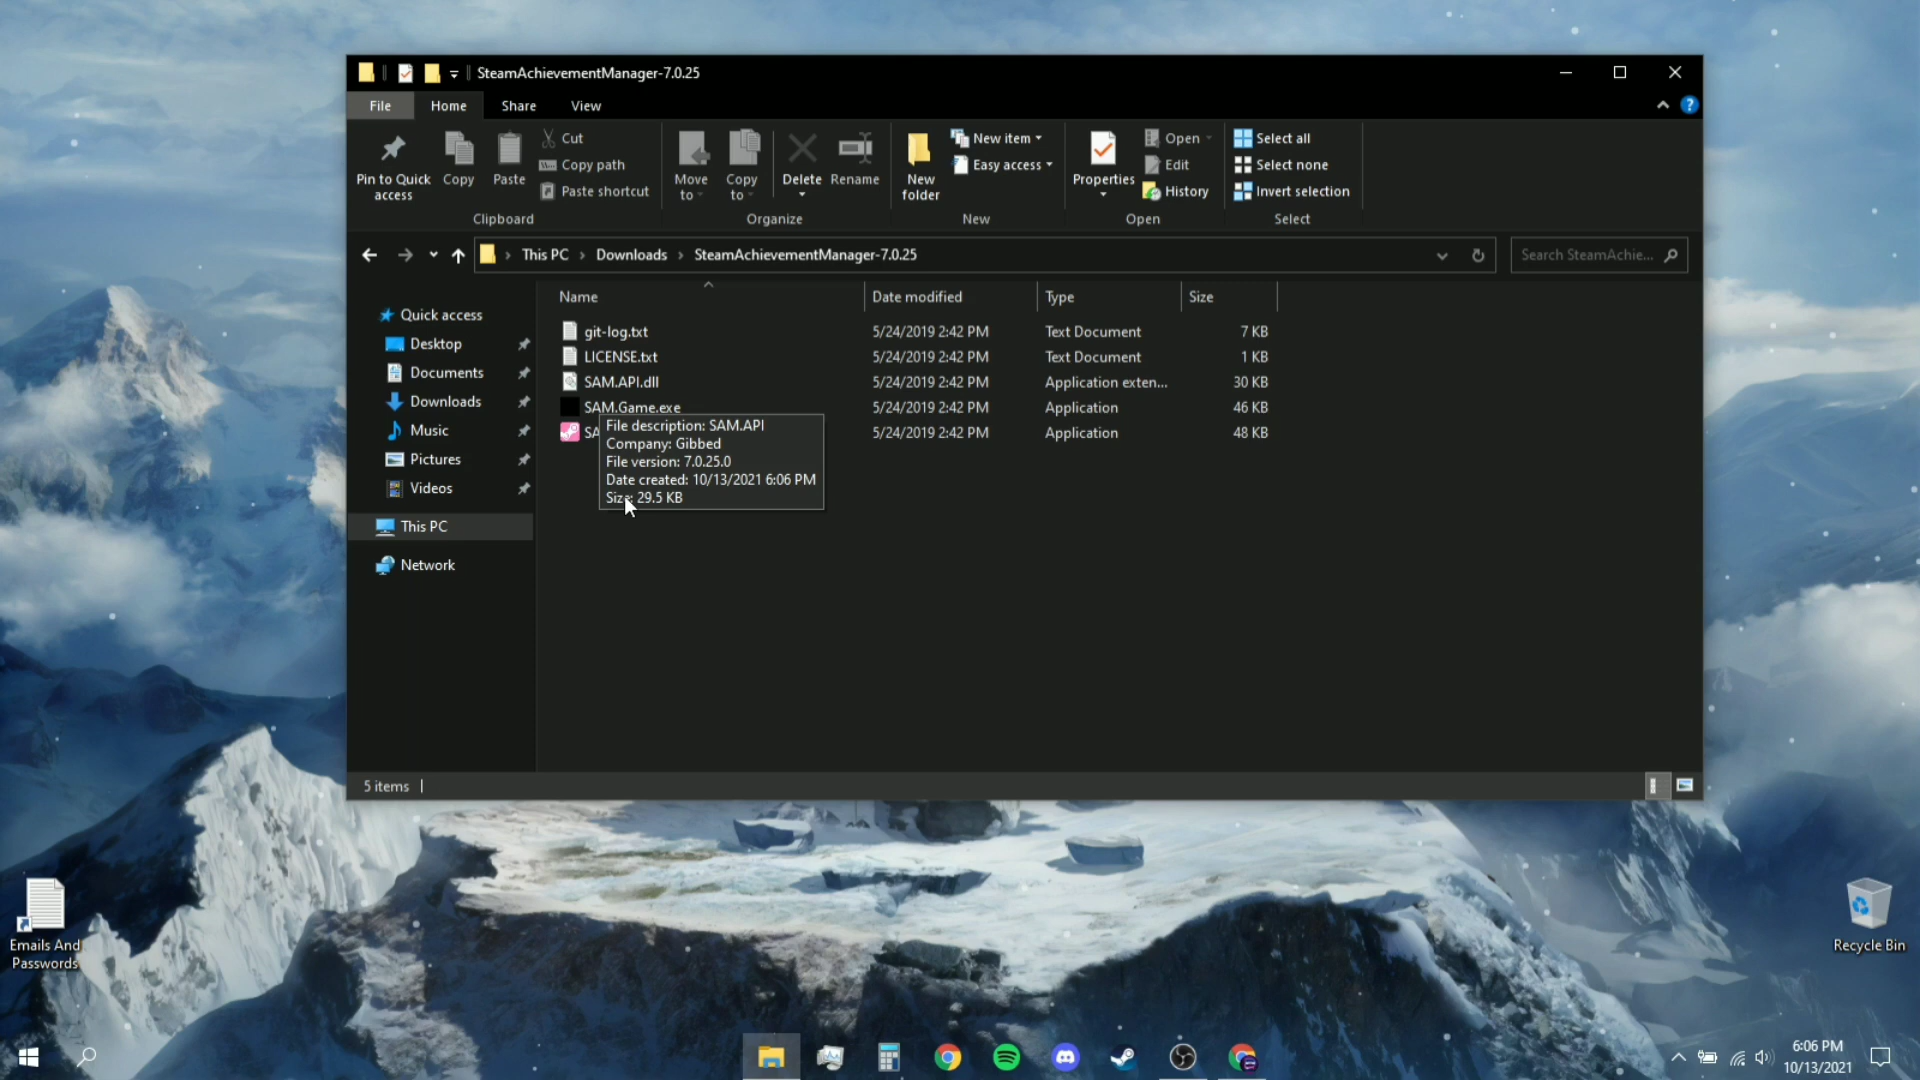 SteamAchievementManager-7.0.25
File
Home
Share
View
Pin to Quick
access
Copy
Paste
Cut
Copy path
Paste shortcut
Clipboard
Move
to
Copy
to
Delete
Rename
Organize
New
folder
New item
Easy access
New
Properties
Open
Edit
History
Open
Select all
Select none
Invert selection
Select
This PC > Downloads > SteamAchievementManager-7.0.25
Search SteamAchie...
Quick access
Desktop
Documents
Downloads
Music
Pictures
Videos
This PC
Network
Name Date modified Type Size
git-log.txt 5/24/2019 2:42 PM Text Document 7 KB
LICENSE.txt 5/24/2019 2:42 PM Text Document 1 KB
SAM.API.dll 5/24/2019 2:42 PM Application exten... 30 KB
SAM.Game.exe 5/24/2019 2:42 PM Application 46 KB
SA 5/24/2019 2:42 PM Application 48 KB
File description: SAM.API
Company: Gibbed
File version: 7.0.25.0
Date created: 10/13/2021 6:06 PM
Size: 29.5 KB
5 items
Emails And
Passwords
Recycle Bin
6:06 PM
10/13/2021